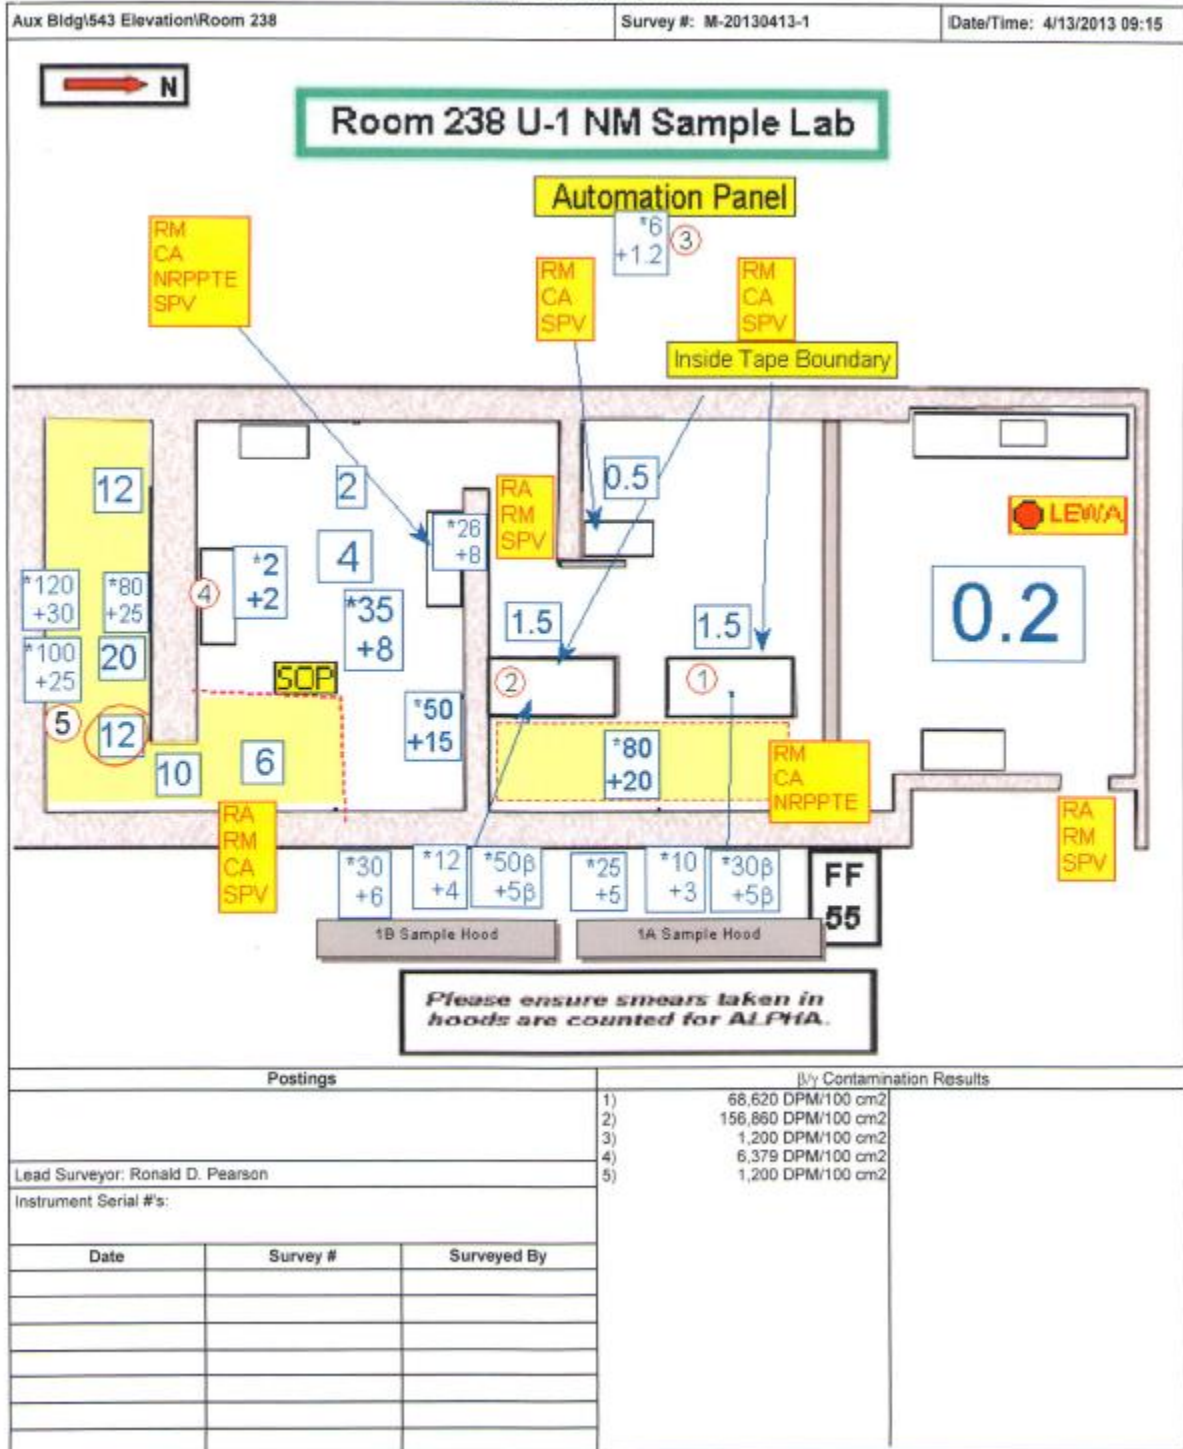 Aux Bldg\543 Elevation\Room 238
Survey #: M-20130413-1
Date/Time: 4/13/2013 09:15
N
Room 238 U-1 NM Sample Lab
Automation Panel
*6
+1.2
3
RM
CA
NRPPTE
SPV
RM
CA
SPV
RM
CA
SPV
Inside Tape Boundary
12
2
RA
RM
SPV
0.5
LEWA
*26
+8
4
*120
+30
*80
+25
4
*2
+2
*35
+8
1.5
1.5
0.2
*100
+25
20
SOP
2
1
5
12
*50
+15
10
6
*80
+20
RM
CA
NRPPTE
RA
RM
CA
SPV
RA
RM
SPV
*30
+6
*12
+4
*50β
+5β
*25
+5
*10
+3
*30β
+5β
FF
55
1B Sample Hood
1A Sample Hood
Please ensure smears taken in
hoods are counted for ALPHA.
Postings
β/γ Contamination Results
1) 68,620 DPM/100 cm2
2) 156,860 DPM/100 cm2
3) 1,200 DPM/100 cm2
4) 6,379 DPM/100 cm2
5) 1,200 DPM/100 cm2
Lead Surveyor: Ronald D. Pearson
Instrument Serial #'s:
Date
Survey #
Surveyed By